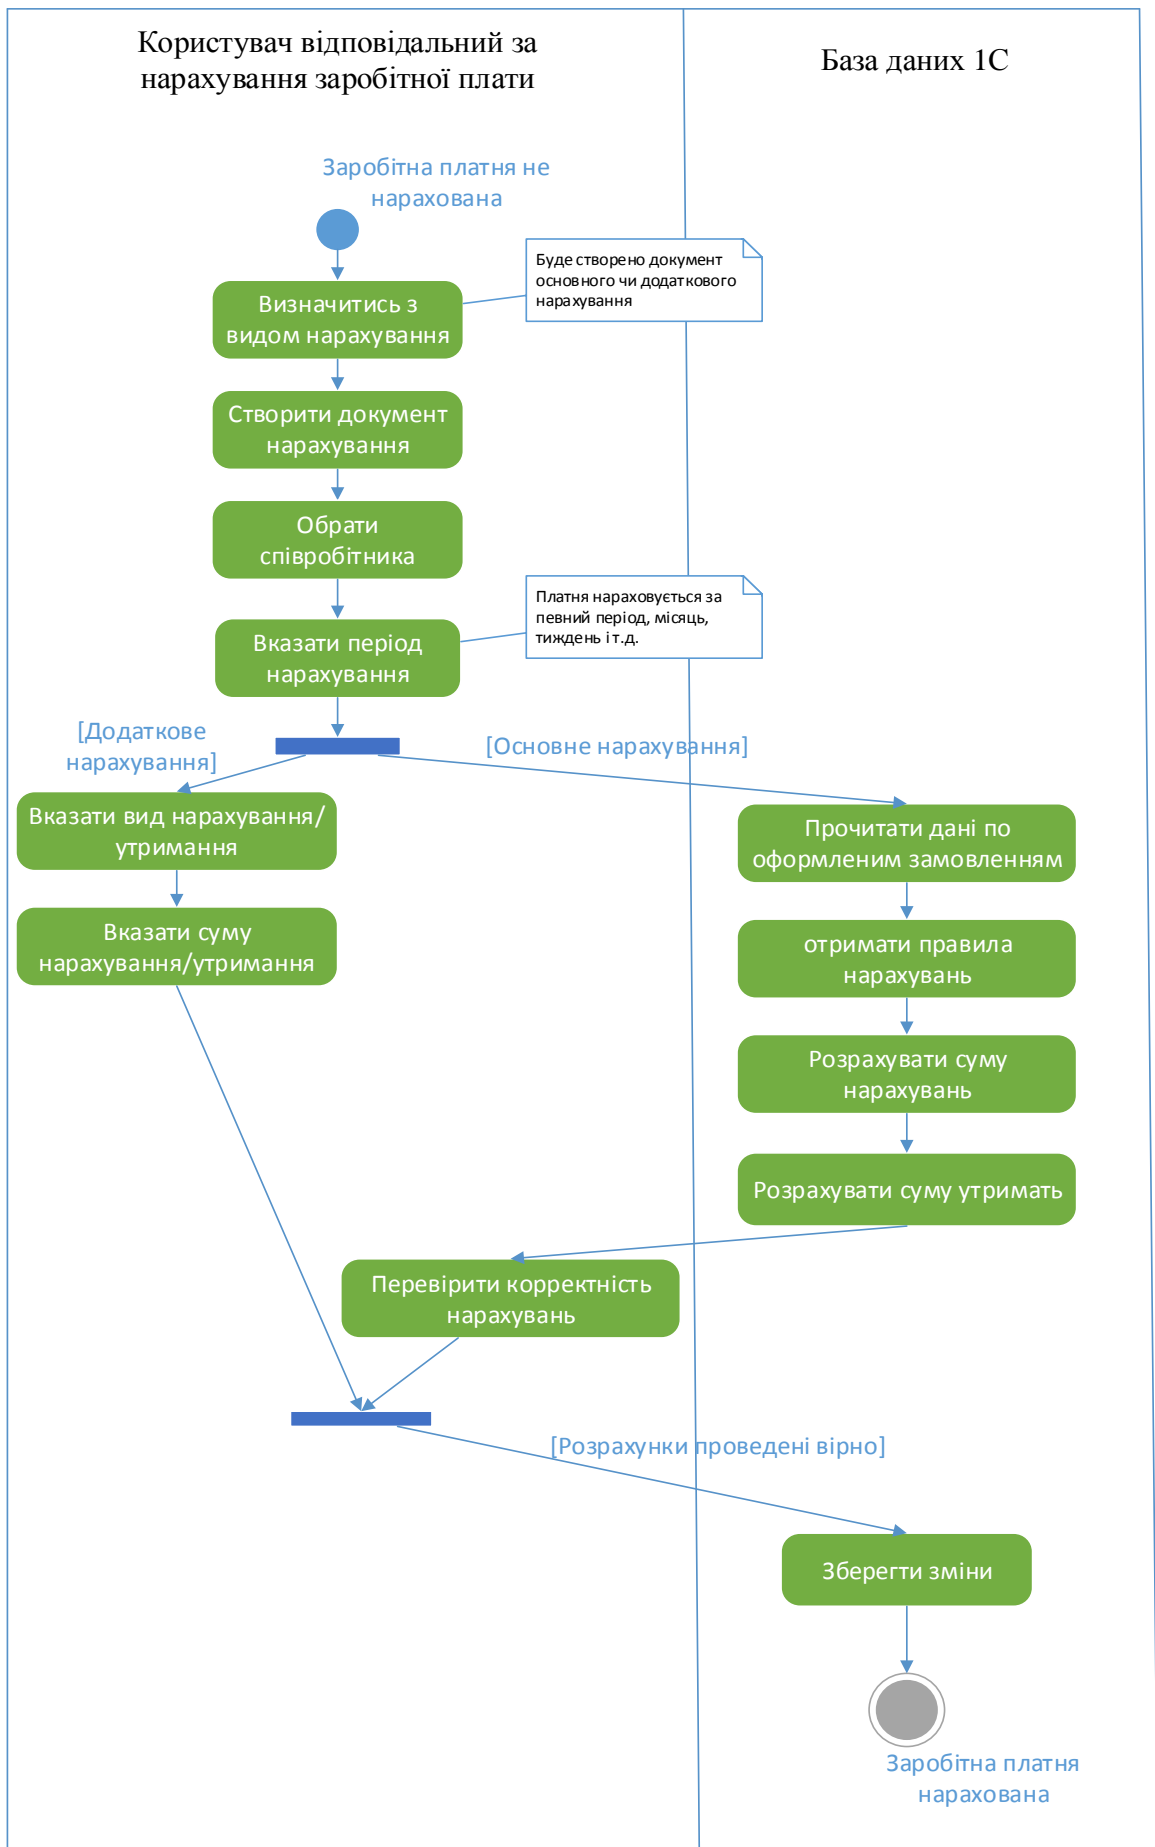 Користувач відповідальний за
нарахування заробітної плати
База даних 1С
Заробітна платня не
нарахована
Буде створено документ
основного чи додаткового
нарахування
Визначитись з
видом нарахування
Створити документ
нарахування
Обрати
співробітника
Платня нараховується за
певний період, місяць,
тиждень і т.д.
Вказати період
нарахування
[Додаткове
нарахування]
[Основне нарахування]
Вказати вид нарахування/
утримання
Прочитати дані по
оформленим замовленням
Вказати суму
нарахування/утримання
отримати правила
нарахувань
Розрахувати суму
нарахувань
Розрахувати суму утримать
Перевірити корректність
нарахувань
[Розрахунки проведені вірно]
Зберегти зміни
Заробітна платня
нарахована